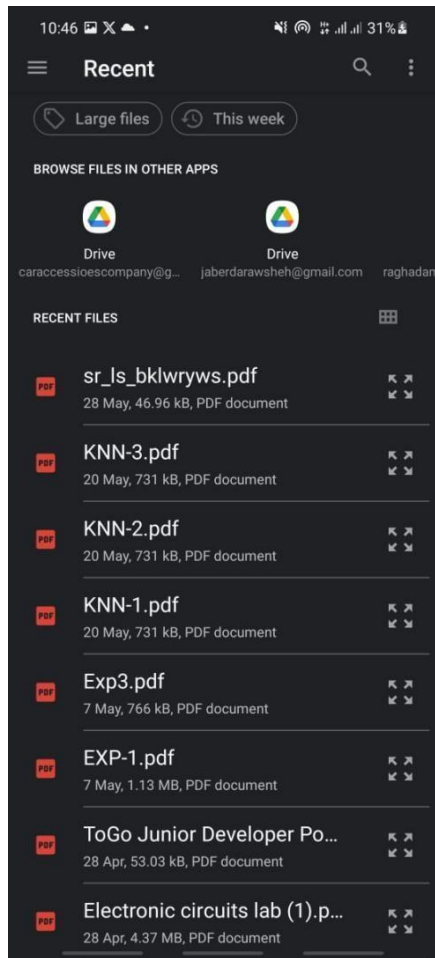 10:46
31%
Recent
Large files
This week
BROWSE FILES IN OTHER APPS
Drive
caraccessioescompany@g...
Drive
jaberdarawsheh@gmail.com
raghadan
RECENT FILES
PDF
sr_ls_bklwryws.pdf
28 May, 46.96 kB, PDF document
PDF
KNN-3.pdf
20 May, 731 kB, PDF document
PDF
KNN-2.pdf
20 May, 731 kB, PDF document
PDF
KNN-1.pdf
20 May, 731 kB, PDF document
PDF
Exp3.pdf
7 May, 766 kB, PDF document
PDF
EXP-1.pdf
7 May, 1.13 MB, PDF document
PDF
ToGo Junior Developer Po...
28 Apr, 53.03 kB, PDF document
PDF
Electronic circuits lab (1).p...
28 Apr, 4.37 MB, PDF document